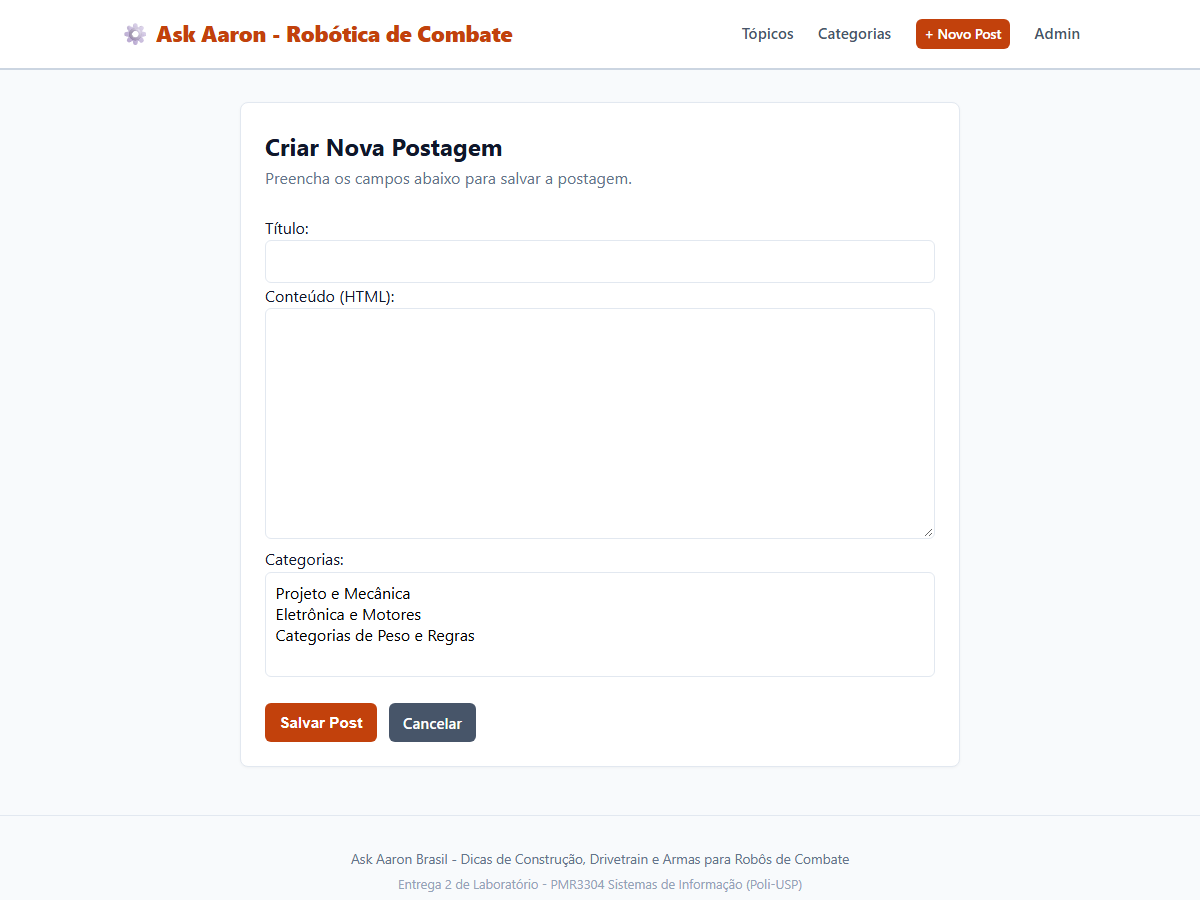 Ask Aaron - Robótica de Combate
Tópicos
Categorias
+ Novo Post
Admin
Criar Nova Postagem
Preencha os campos abaixo para salvar a postagem.
Título:
Conteúdo (HTML):
Categorias:
Projeto e Mecânica
Eletrônica e Motores
Categorias de Peso e Regras
Salvar Post
Cancelar
Ask Aaron Brasil - Dicas de Construção, Drivetrain e Armas para Robôs de Combate
Entrega 2 de Laboratório - PMR3304 Sistemas de Informação (Poli-USP)